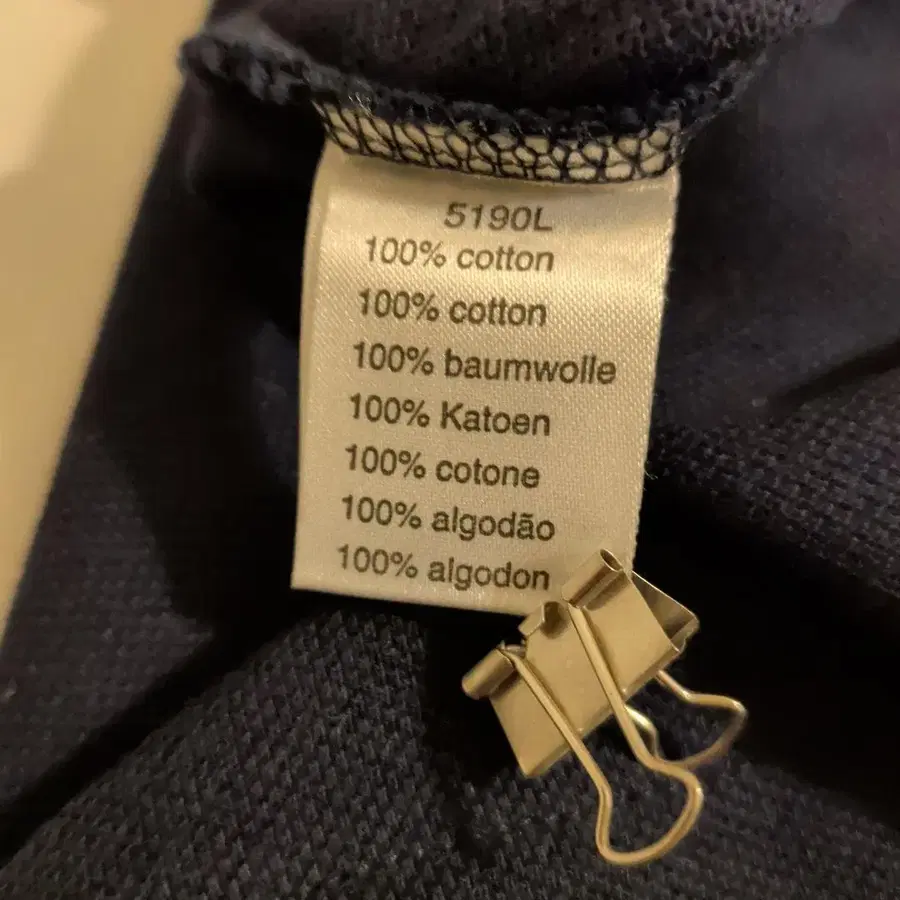 5190L
100% cotton
100% cotton
100% baumwolle
100% Katoen
100% cotone
100% algodão
100% algodon